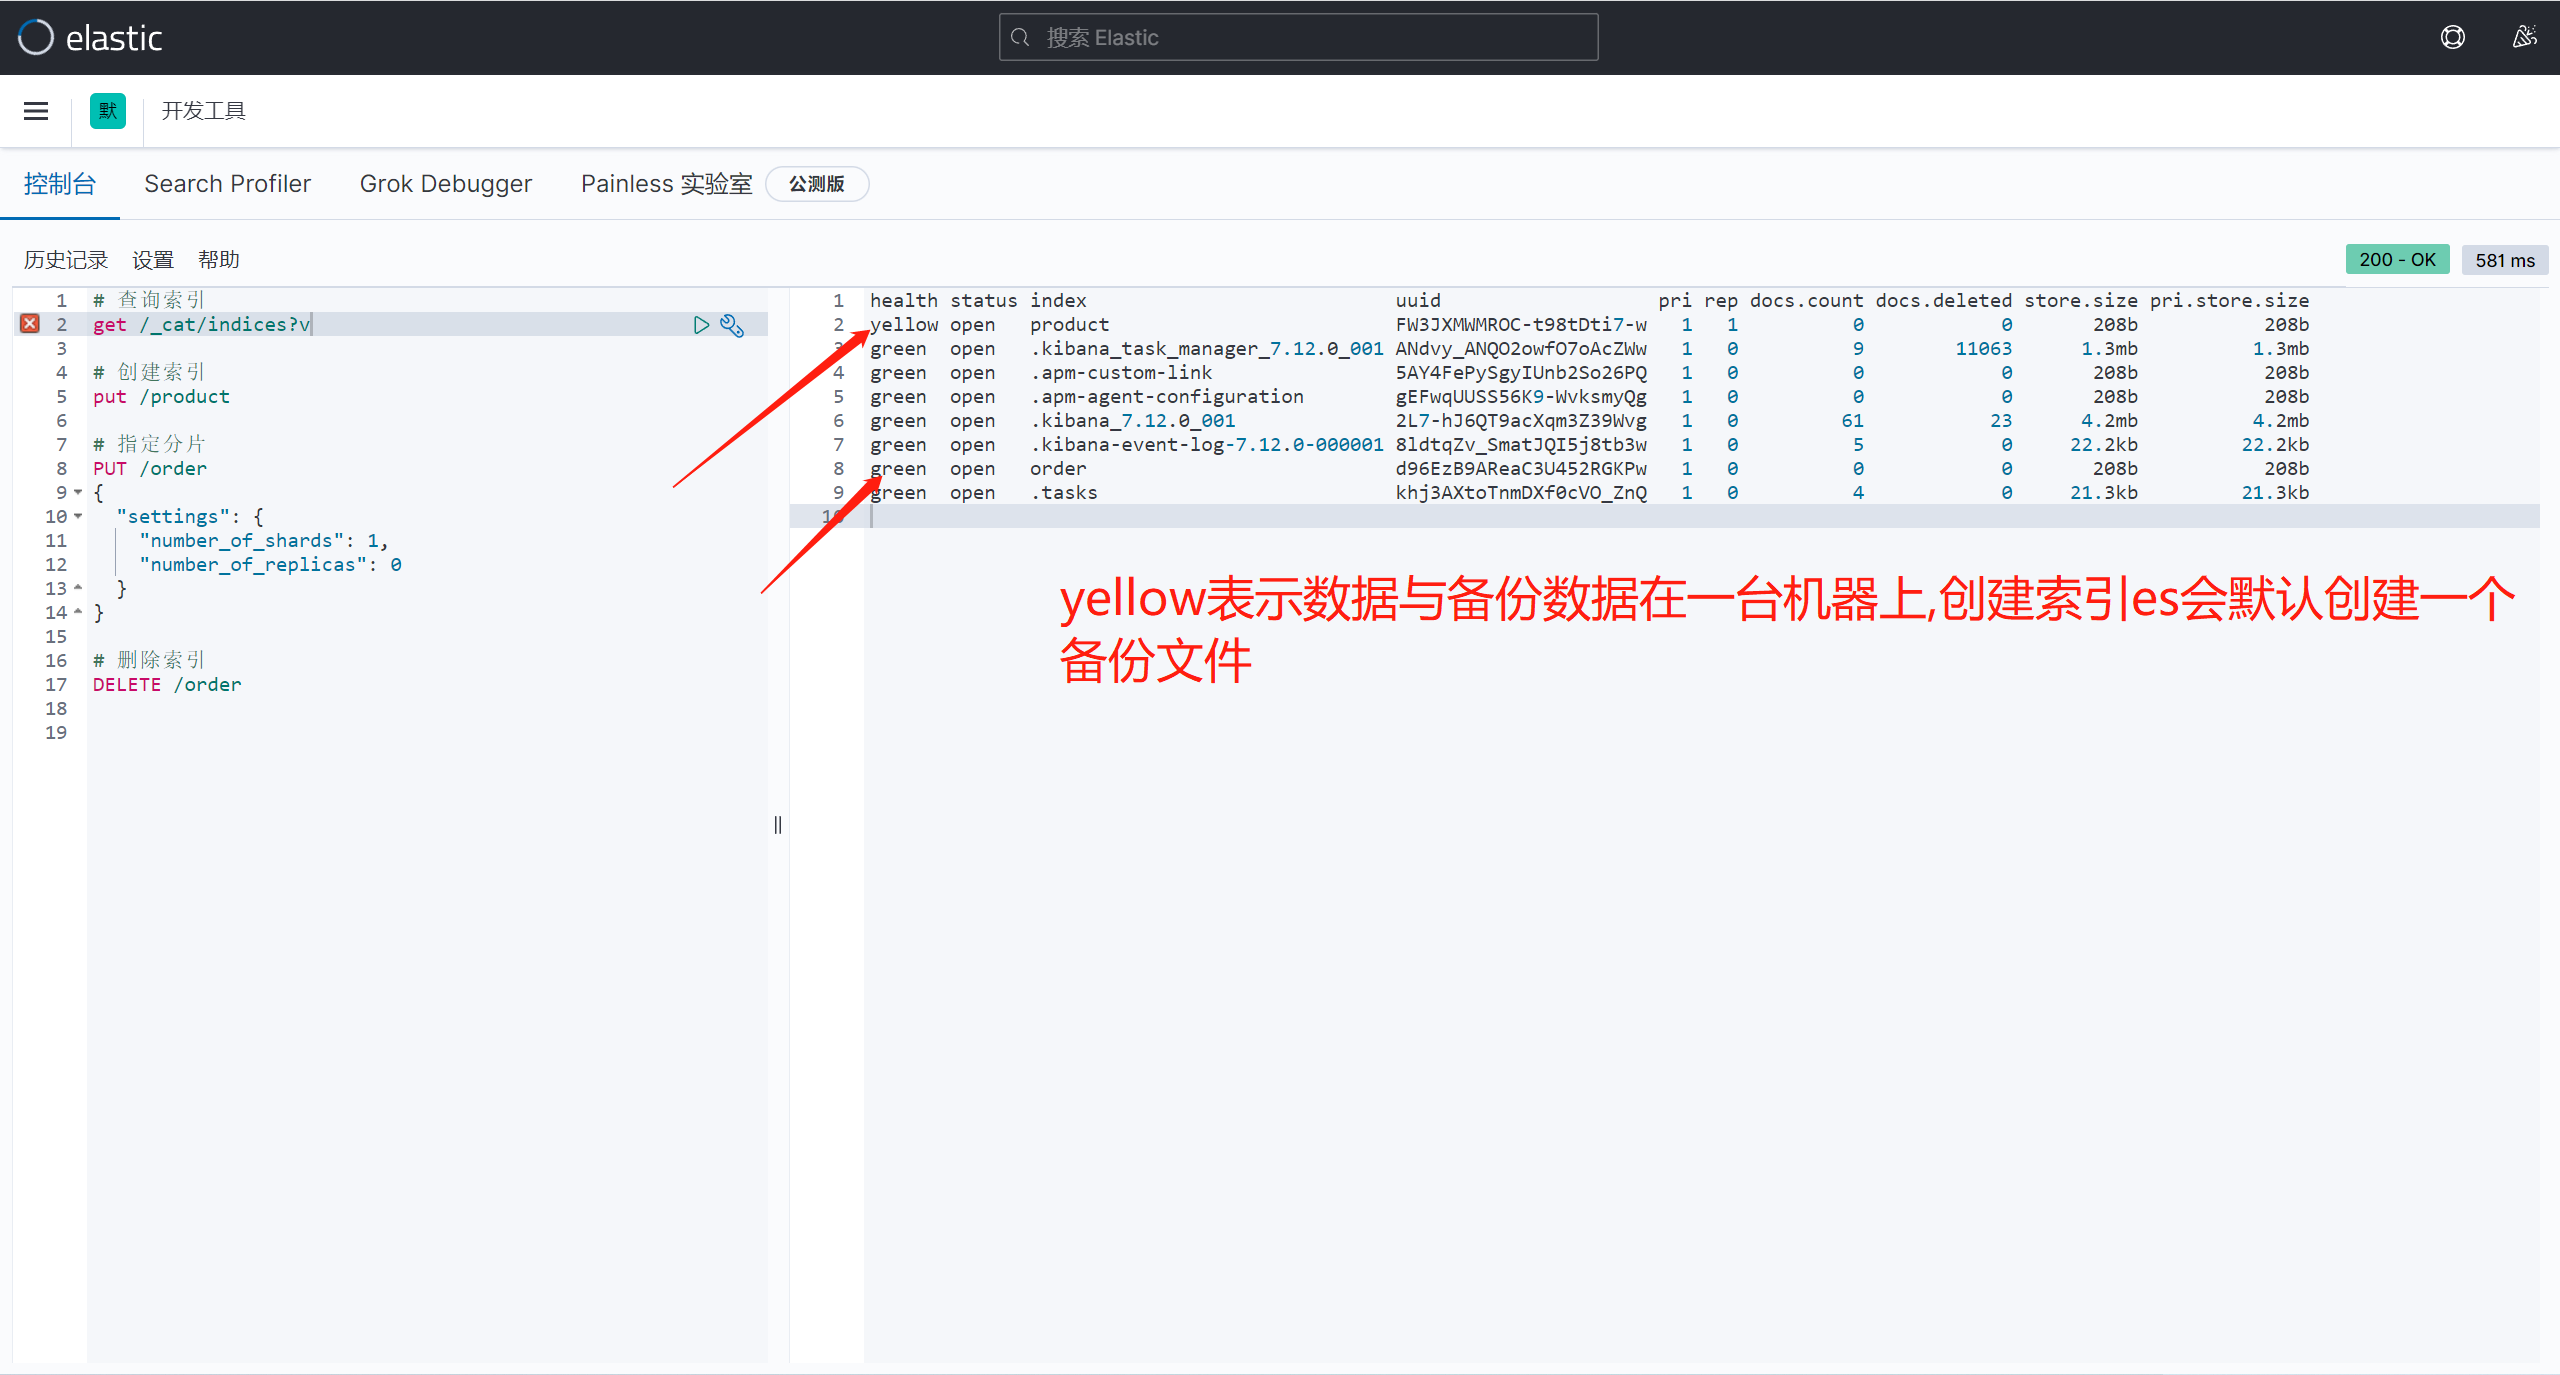 elastic
搜索 Elastic
默
开发工具
控制台 Search Profiler Grok Debugger Painless 实验室 公测版
历史记录 设置 帮助
200 - OK 581 ms
1 # 查询索引
2 get /_cat/indices?v
3
4 # 创建索引
5 put /product
6
7 # 指定分片
8 PUT /order
9 {
10 "settings": {
11 "number_of_shards": 1,
12 "number_of_replicas": 0
13 }
14 }
15
16 # 删除索引
17 DELETE /order
18
19
1 health status index uuid pri rep docs.count docs.deleted store.size pri.store.size
2 yellow open product FW3JXMWMROC-t98tDti7-w 1 1 0 0 208b 208b
3 green open .kibana_task_manager_7.12.0_001 ANdvy_ANQO2owfO7oAcZWw 1 0 9 11063 1.3mb 1.3mb
4 green open .apm-custom-link 5AY4FePySgyIUnb2So26PQ 1 0 0 0 208b 208b
5 green open .apm-agent-configuration gEFwqUUSS56K9-WvksmyQg 1 0 0 0 208b 208b
6 green open .kibana_7.12.0_001 2L7-hJ6QT9acXqm3Z39Wvg 1 0 61 23 4.2mb 4.2mb
7 green open .kibana-event-log-7.12.0-000001 8ldtqZv_SmatJQI5j8tb3w 1 0 5 0 22.2kb 22.2kb
8 green open order d96EzB9AReaC3U452RGKPw 1 0 0 0 208b 208b
9 green open .tasks khj3AXtoTnmDXf0cVO_ZnQ 1 0 4 0 21.3kb 21.3kb
10
yellow表示数据与备份数据在一台机器上,创建索引es会默认创建一个
备份文件